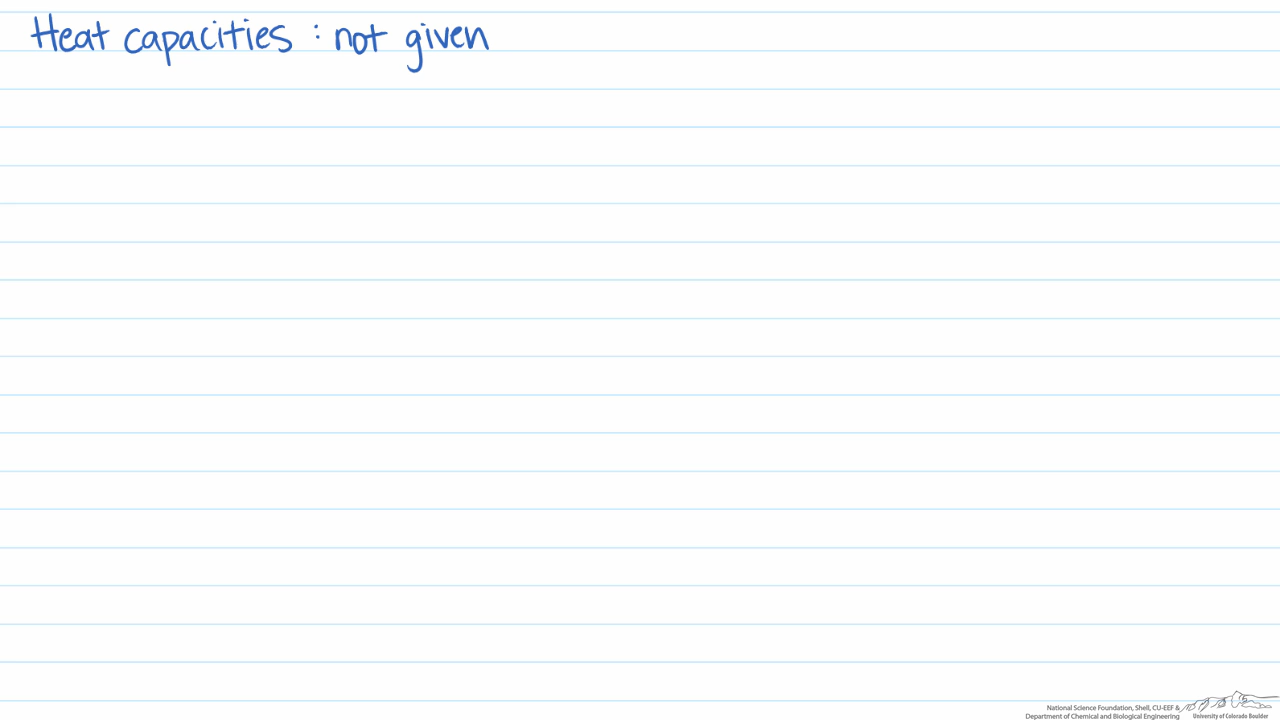 Heat capacities : not given
National Science Foundation, Shell, CU-EEF &
Department of Chemical and Biological Engineering
University of Colorado Boulder